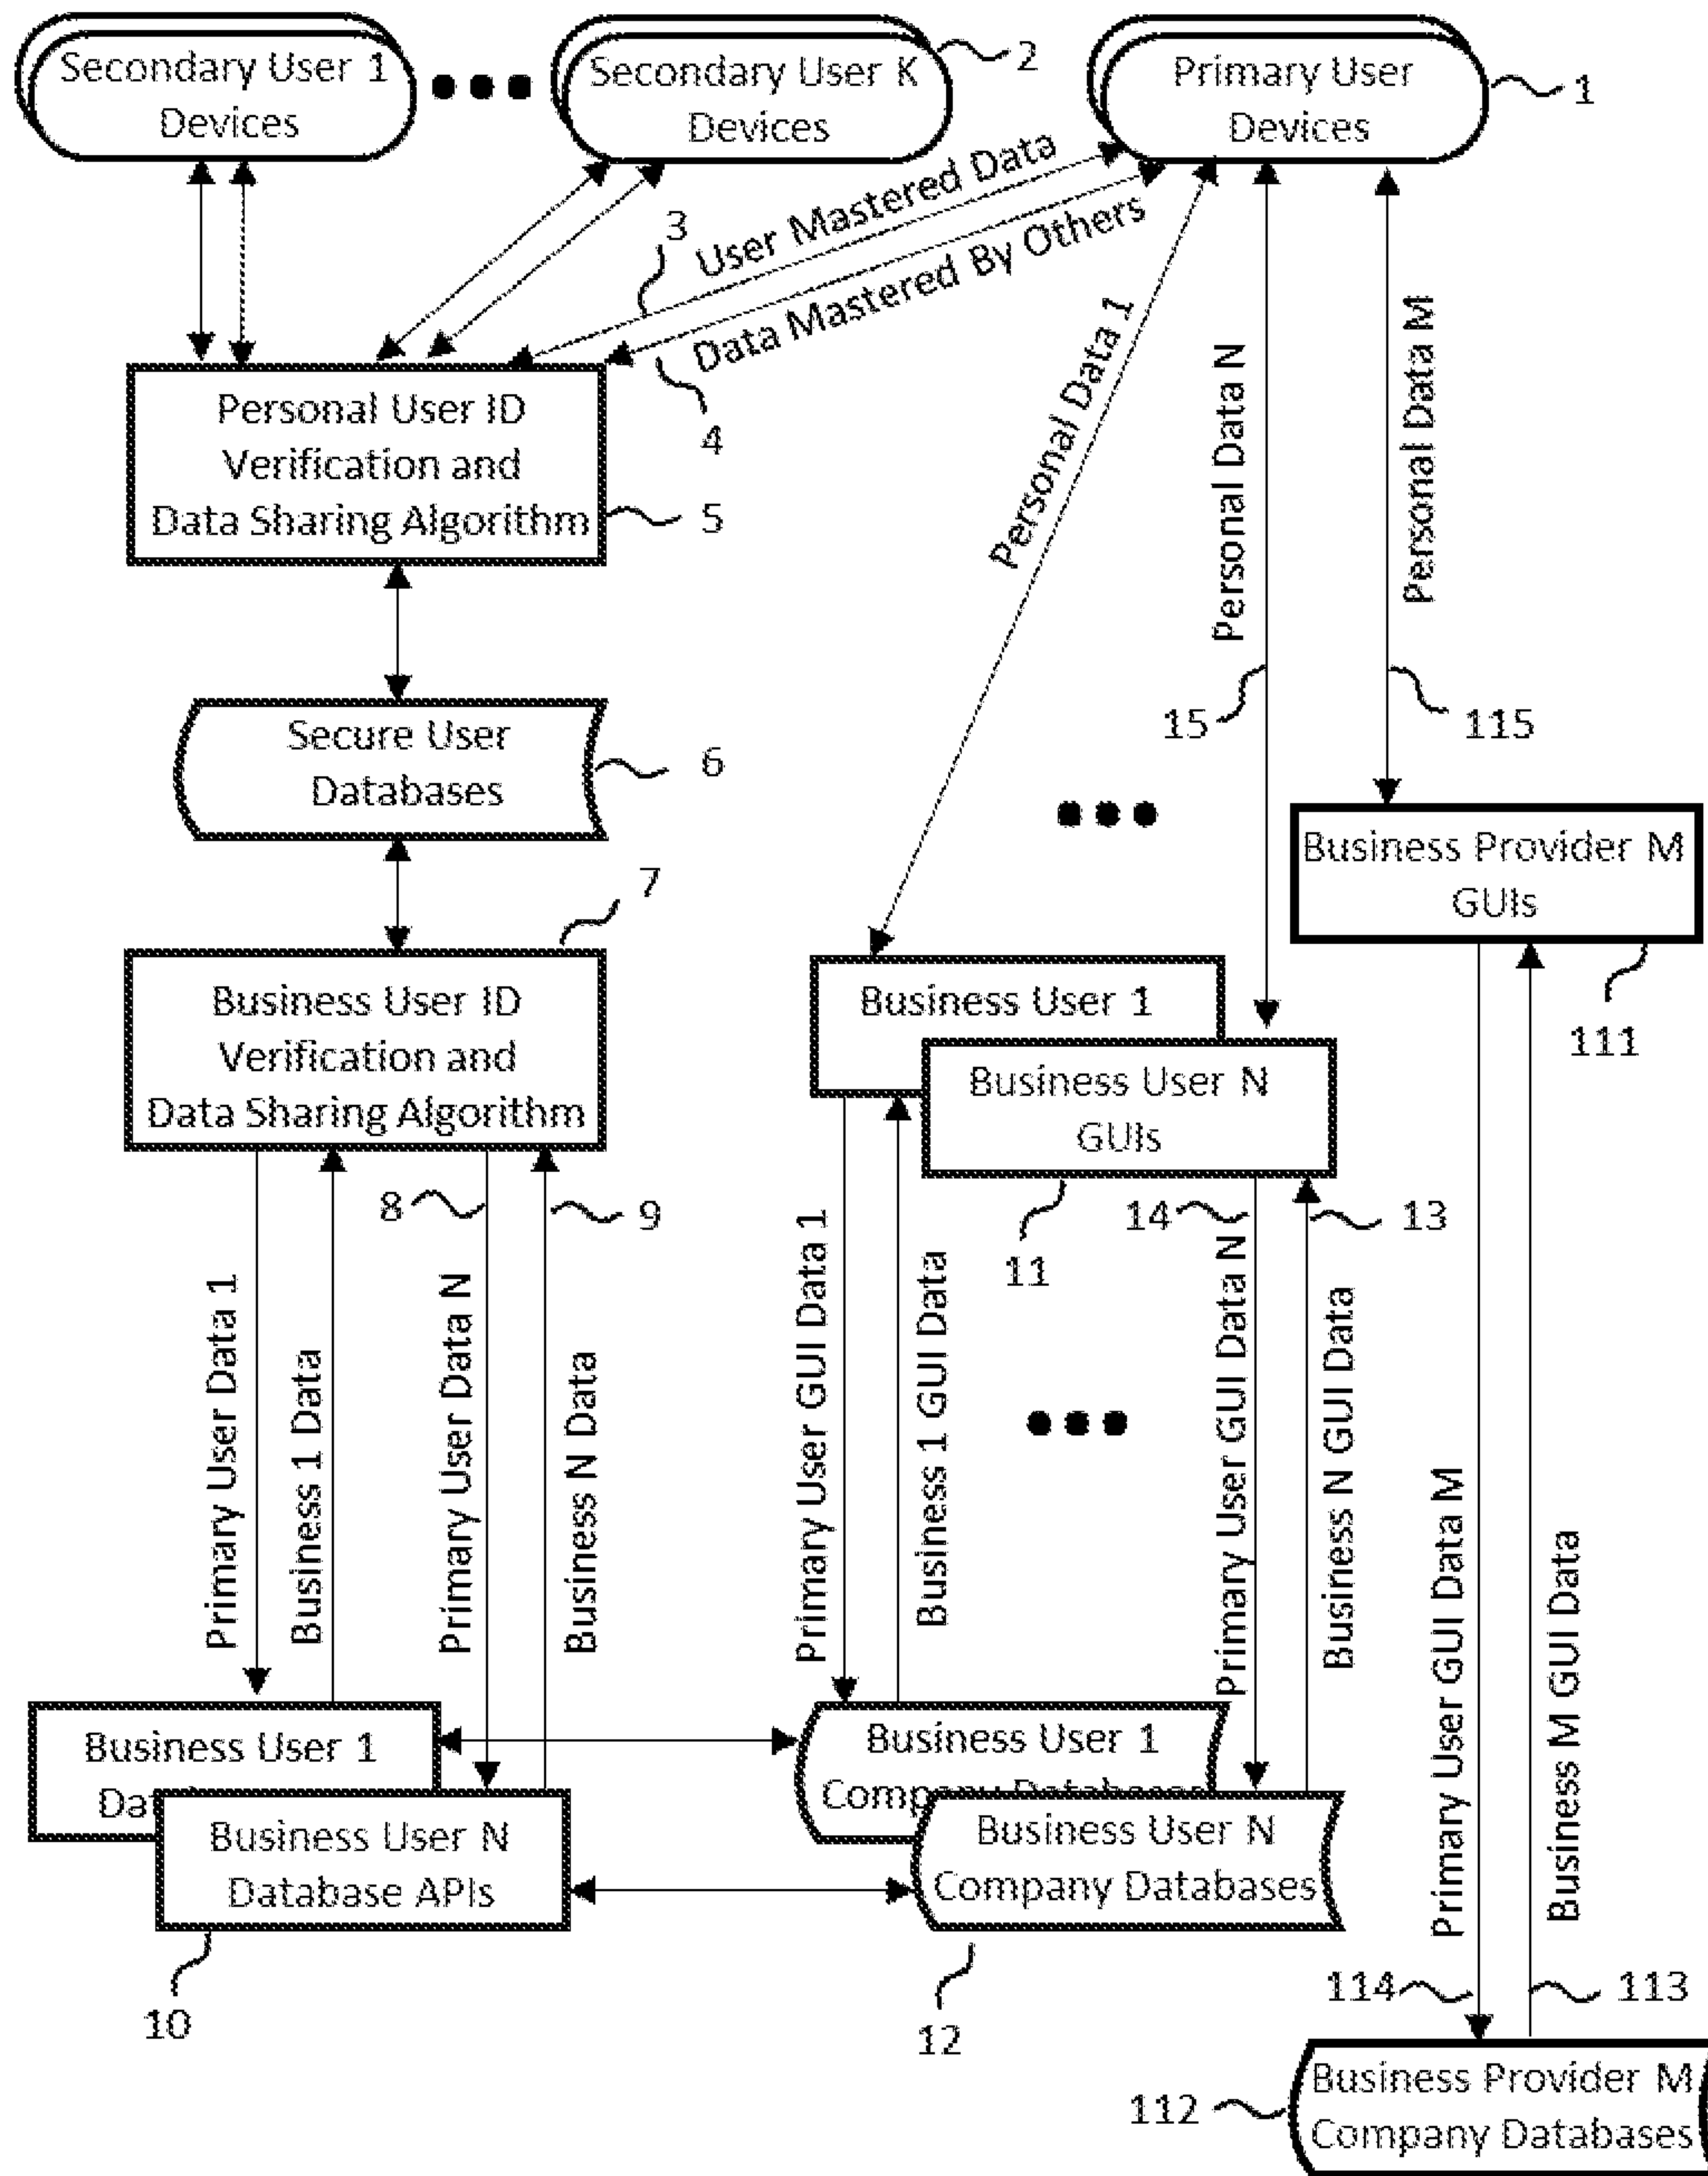 Secondary User 1
Devices
Secondary User K
Devices
2
Primary User
Devices
1
3
User Mastered Data
Data Mastered By Others
4
Personal Data 1
Personal Data N
Personal Data M
Personal User ID
Verification and
Data Sharing Algorithm
5
15
115
Secure User
Databases
6
Business Provider M
GUIs
111
7
Business User ID
Verification and
Data Sharing Algorithm
Business User 1
Business User N
GUIs
11
8
9
14
13
Primary User Data 1
Business 1 Data
Primary User Data N
Business N Data
Primary User GUI Data 1
Business 1 GUI Data
Primary User GUI Data N
Business N GUI Data
Primary User GUI Data M
Business M GUI Data
Business User 1
Business User N
Database APIs
10
Business User 1
Company Databases
Business User N
Company Databases
12
114
113
Business Provider M
Company Databases
112